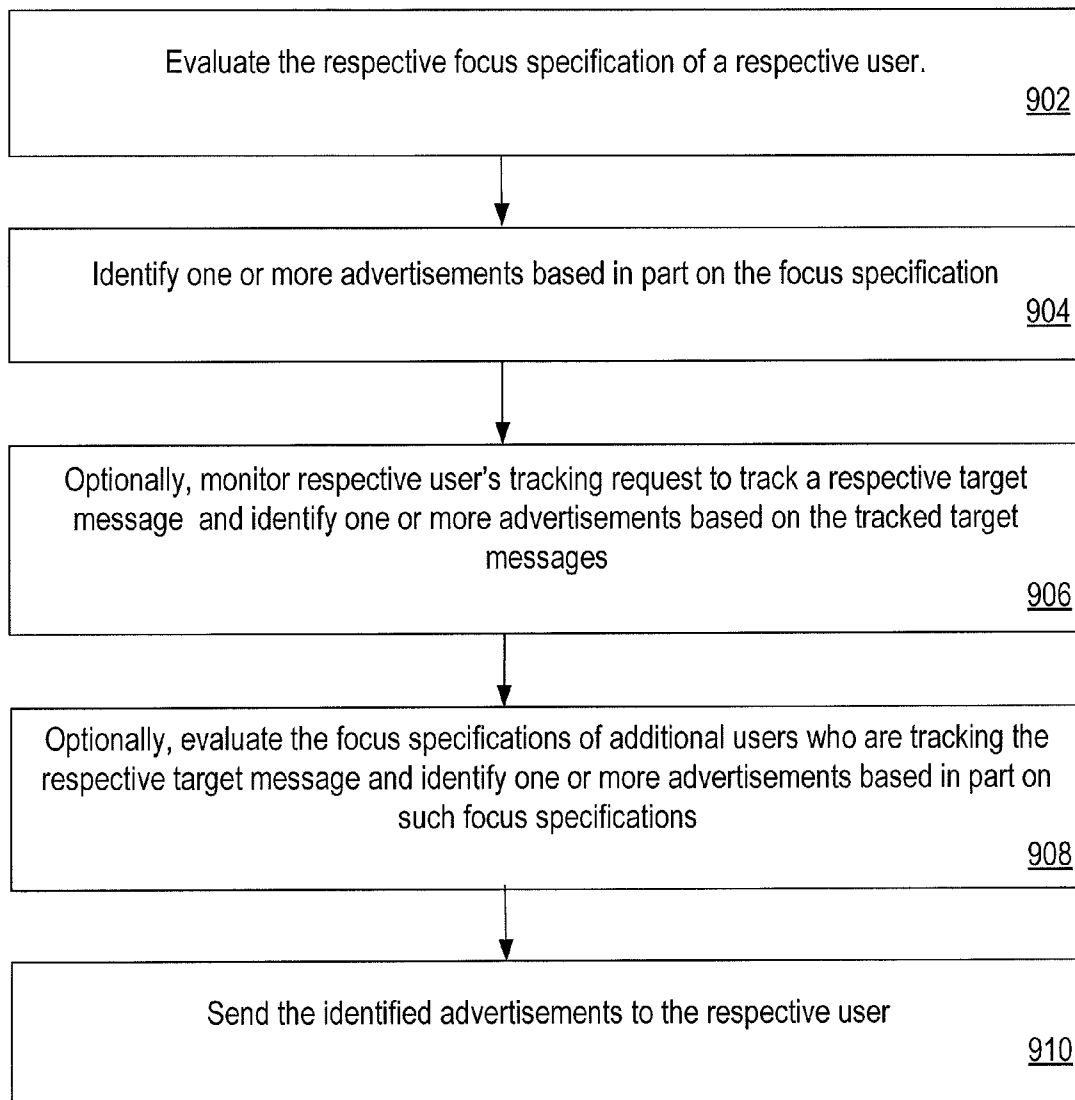 Evaluate the respective focus specification of a respective user.
902
Identify one or more advertisements based in part on the focus specification
904
Optionally, monitor respective user's tracking request to track a respective target
message and identify one or more advertisements based on the tracked target
messages
906
Optionally, evaluate the focus specifications of additional users who are tracking the
respective target message and identify one or more advertisements based in part on
such focus specifications
908
Send the identified advertisements to the respective user
910